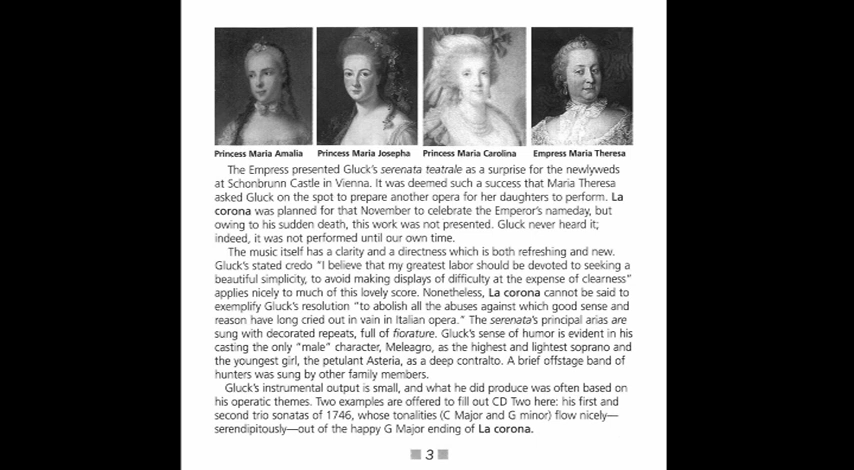 Princess Maria Amalia Princess Maria Josepha Princess Maria Carolina Empress Maria Theresa
The Empress presented Gluck's serenata teatrale as a surprise for the newlyweds
at Schonbrunn Castle in Vienna. It was deemed such a success that Maria Theresa
asked Gluck on the spot to prepare another opera for her daughters to perform. La
corona was planned for that November to celebrate the Emperor's nameday, but
owing to his sudden death, this work was not presented. Gluck never heard it;
indeed, it was not performed until our own time.
The music itself has a clarity and a directness which is both refreshing and new.
Gluck's stated credo "I believe that my greatest labor should be devoted to seeking a
beautiful simplicity, to avoid making displays of difficulty at the expense of clearness"
applies nicely to much of this lovely score. Nonetheless, La corona cannot be said to
exemplify Gluck's resolution "to abolish all the abuses against which good sense and
reason have long cried out in vain in Italian opera." The serenata's principal arias are
sung with decorated repeats, full of fiorature. Gluck's sense of humor is evident in his
casting the only "male" character, Meleagro, as the highest and lightest soprano and
the youngest girl, the petulant Asteria, as a deep contralto. A brief offstage band of
hunters was sung by other family members.
Gluck's instrumental output is small, and what he did produce was often based on
his operatic themes. Two examples are offered to fill out CD Two here: his first and
second trio sonatas of 1746, whose tonalities (C Major and G minor) flow nicely—
serendipitously—out of the happy G Major ending of La corona.
3